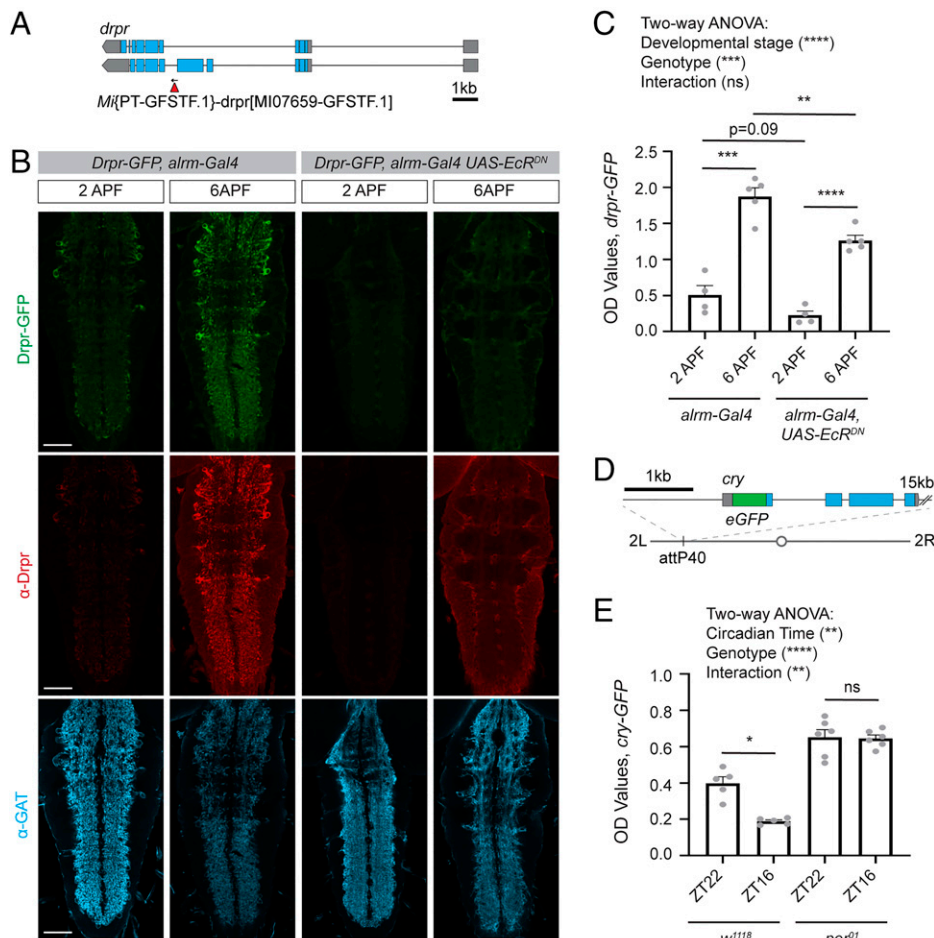 A
drpr
1kb
Mi{PT-GFSTF.1}-drpr[MI07659-GFSTF.1]
B
Drpr-GFP, alrm-Gal4
Drpr-GFP, alrm-Gal4 UAS-EcR^DN
2 APF
6APF
2 APF
6APF
Drpr-GFP
α-Drpr
α-GAT
C
Two-way ANOVA:
Developmental stage (****)
Genotype (***)
Interaction (ns)
**
p=0.09
***
****
OD Values, drpr-GFP
2.5
2.0
1.5
1.0
0.5
0.0
2 APF
6 APF
2 APF
6 APF
alrm-Gal4
alrm-Gal4,
UAS-EcR^DN
D
1kb
cry
15kb
eGFP
2L
2R
attP40
E
Two-way ANOVA:
Circadian Time (**)
Genotype (****)
Interaction (**)
ns
*
OD Values, cry-GFP
0.8
0.6
0.4
0.2
0.0
ZT22
ZT16
ZT22
ZT16
w^1118
per^01